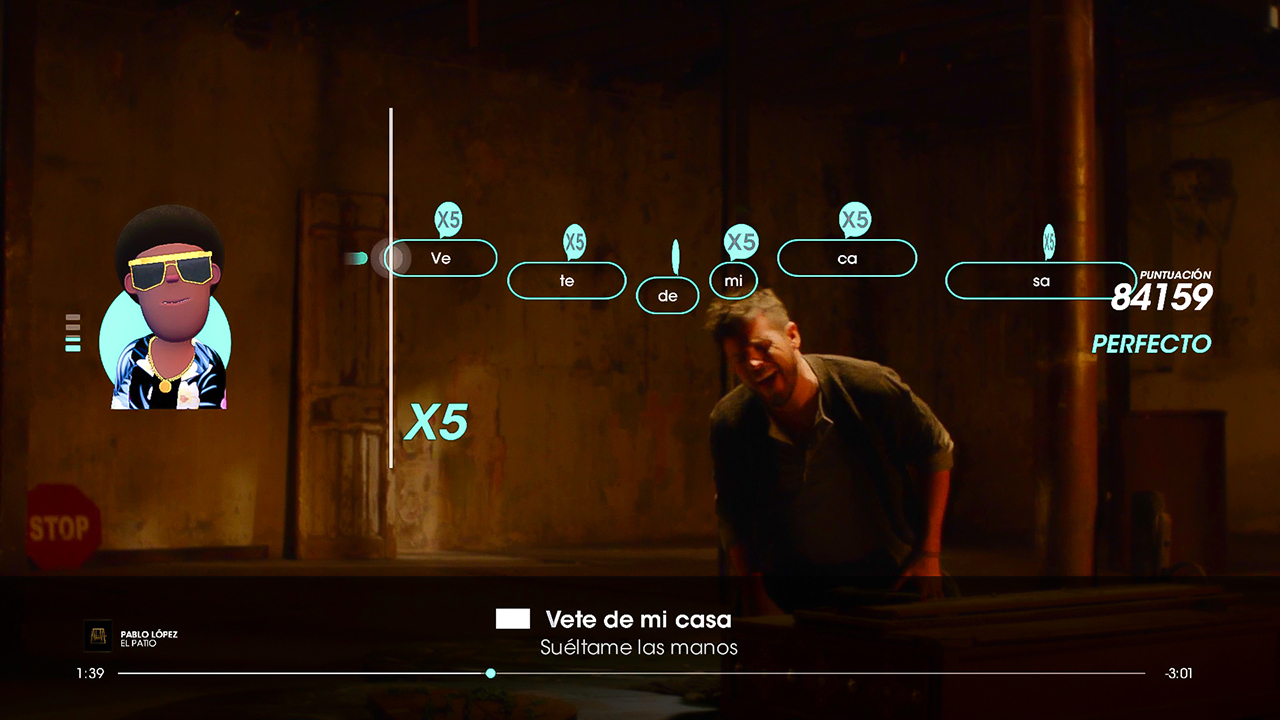 X5
X5
X5
X5
X5
Ve
te
de
mi
ca
sa
PUNTUACIÓN
84159
PERFECTO
X5
STOP
Vete de mi casa
Suéltame las manos
PABLO LÓPEZ
EL PATIO
1:39
-3:01